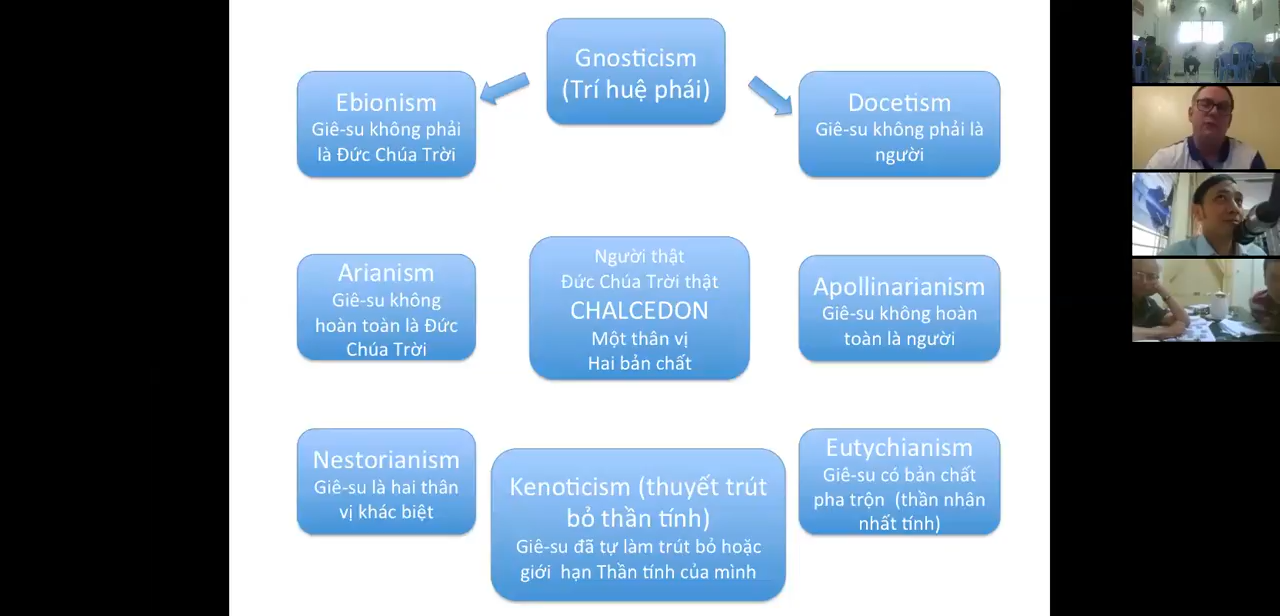 Gnosticism
(Trí huệ phái)
Ebionism
Giê-su không phải
là Đức Chúa Trời
Docetism
Giê-su không phải là
người
Arianism
Giê-su không
hoàn toàn là Đức
Chúa Trời
Người thật
Đức Chúa Trời thật
CHALCEDON
Một thân vị
Hai bản chất
Apollinarianism
Giê-su không hoàn
toàn là người
Nestorianism
Giê-su là hai thân
vị khác biệt
Kenoticism (thuyết trút
bỏ thần tính)
Giê-su đã tự làm trút bỏ hoặc
giới hạn Thần tính của mình
Eutychianism
Giê-su có bản chất
pha trộn (thần nhân
nhất tính)